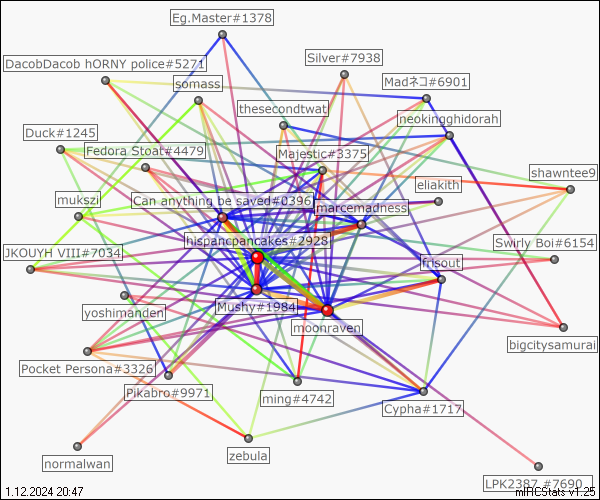 Eg.Master#1378
Silver#7938
DacobDacob hORNY police#5271
somass
Madネコ#6901
thesecondtwat
neokingghidorah
Duck#1245
Fedora Stoat#4479
Majestic#3375
shawntee9
eliakith
mukszi
Can anything be saved#0396
marcemadness
hispancpancakes#2928
Swirly Boi#6154
JKOUYH VIII#7034
frisout
yoshimanden
Mushy#1984
moonraven
bigcitysamurai
Pocket Persona#3326
Pikabro#9971
ming#4742
Cypha#1717
normalwan
zebula
LPK2387 #7690
1.12.2024 20:47
mIRCStats v1.25